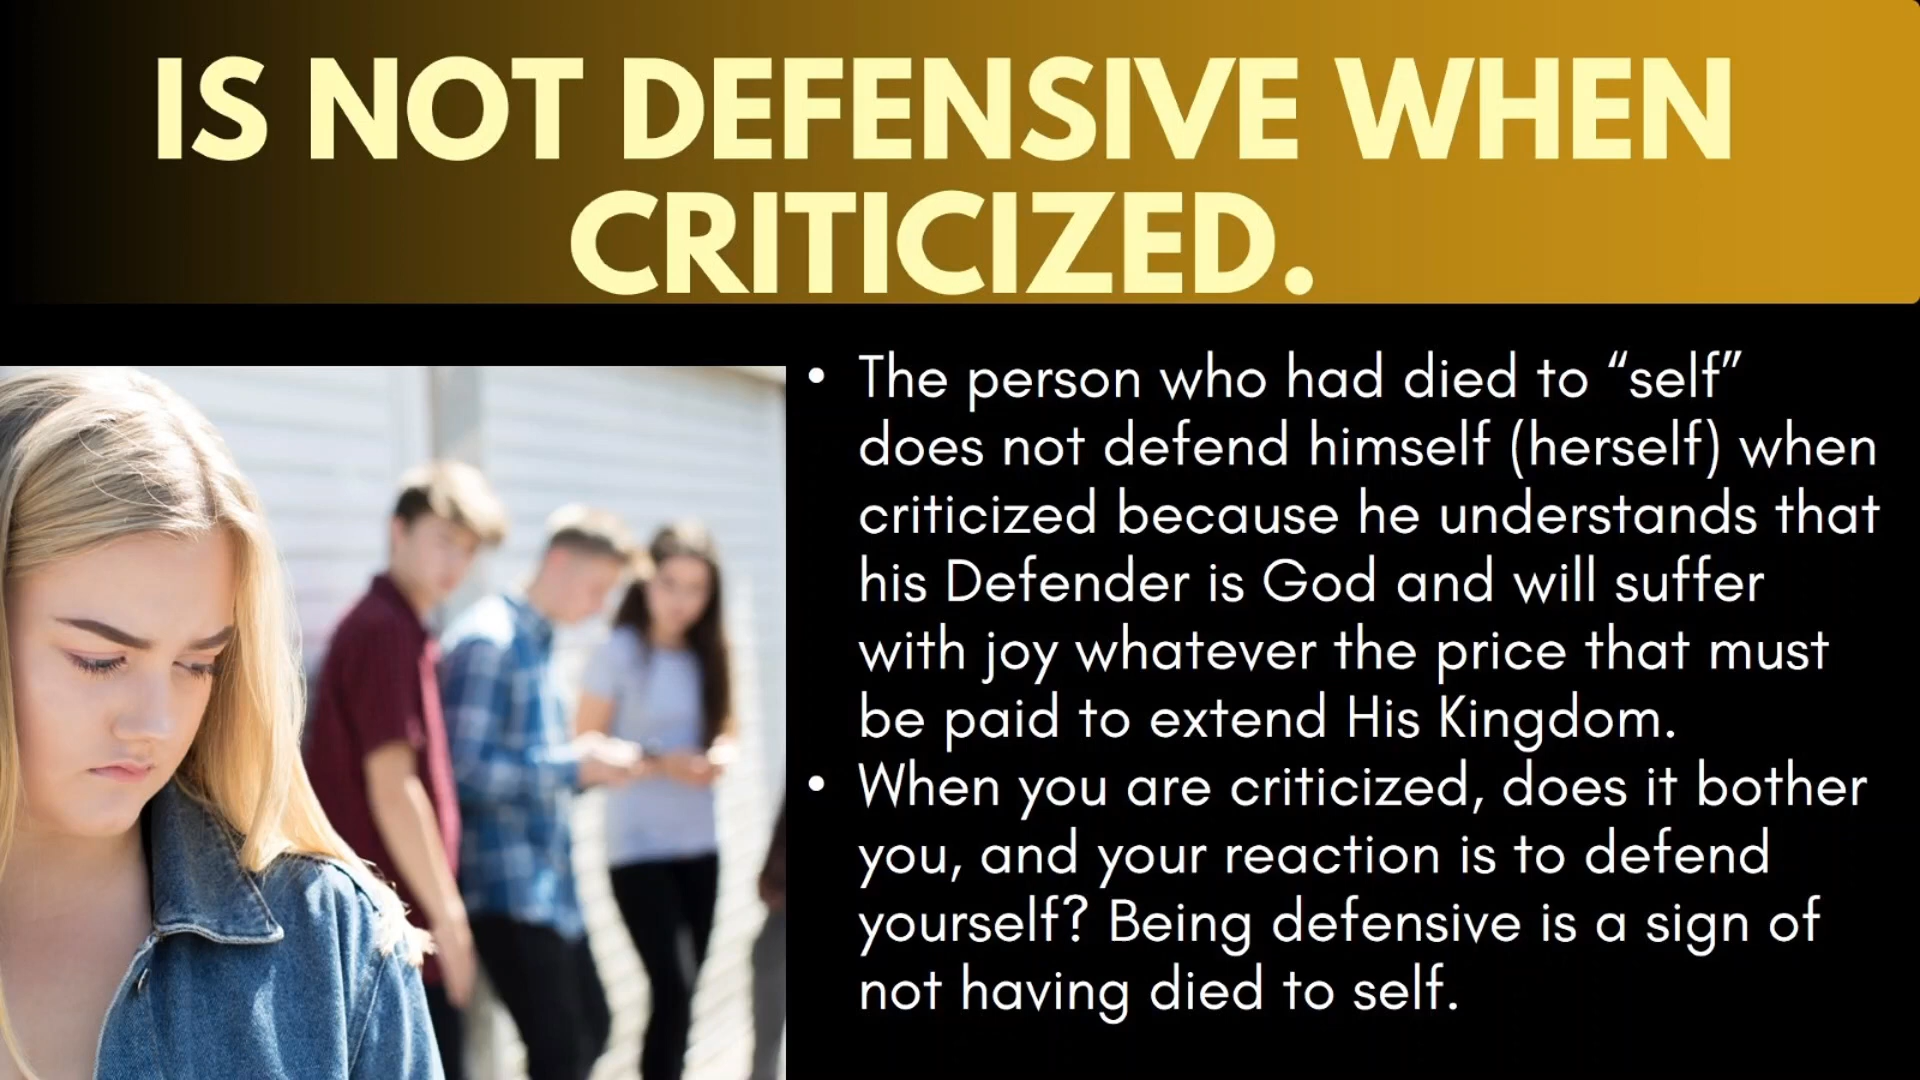 IS NOT DEFENSIVE WHEN
CRITICIZED.
• The person who had died to “self”
does not defend himself (herself) when
criticized because he understands that
his Defender is God and will suffer
with joy whatever the price that must
be paid to extend His Kingdom.
• When you are criticized, does it bother
you, and your reaction is to defend
yourself? Being defensive is a sign of
not having died to self.